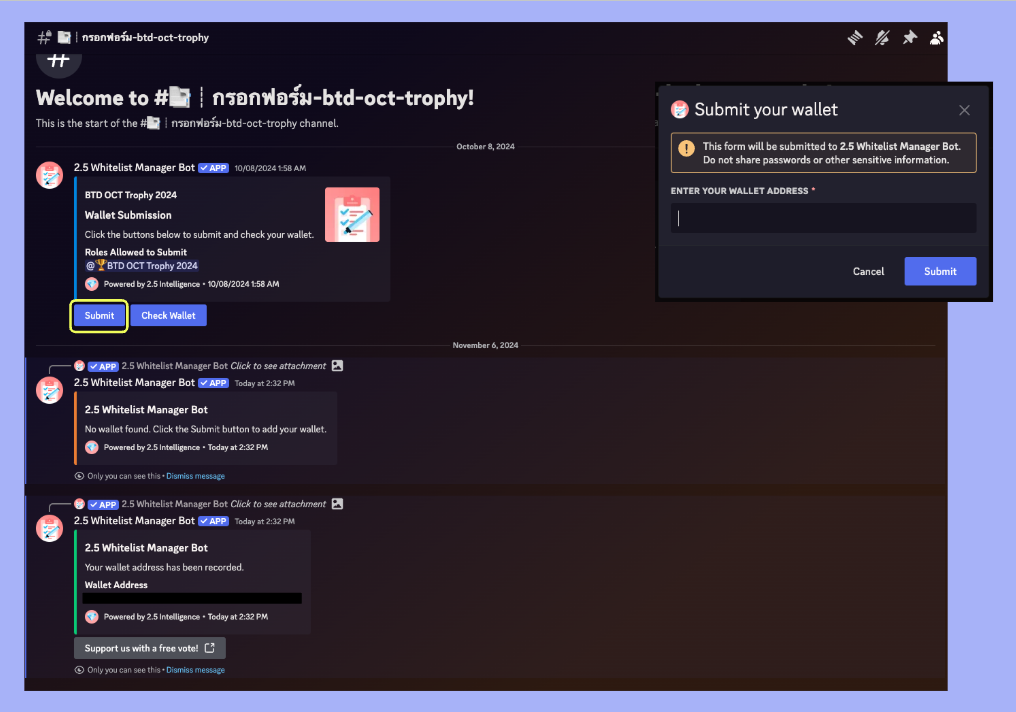 # | กรอกฟอร์ม-btd-oct-trophy
Welcome to # ┊ กรอกฟอร์ม-btd-oct-trophy!
This is the start of the # ┊ กรอกฟอร์ม-btd-oct-trophy channel.
October 8, 2024
2.5 Whitelist Manager Bot ✓ APP 10/08/2024 1:58 AM
BTD OCT Trophy 2024
Wallet Submission
Click the buttons below to submit and check your wallet.
Roles Allowed to Submit
@🏆BTD OCT Trophy 2024
Powered by 2.5 Intelligence • 10/08/2024 1:58 AM
Submit
Check Wallet
November 6, 2024
✓ APP 2.5 Whitelist Manager Bot Click to see attachment
2.5 Whitelist Manager Bot ✓ APP Today at 2:32 PM
2.5 Whitelist Manager Bot
No wallet found. Click the Submit button to add your wallet.
Powered by 2.5 Intelligence • Today at 2:32 PM
Only you can see this • Dismiss message
✓ APP 2.5 Whitelist Manager Bot Click to see attachment
2.5 Whitelist Manager Bot ✓ APP Today at 2:32 PM
2.5 Whitelist Manager Bot
Your wallet address has been recorded.
Wallet Address
Powered by 2.5 Intelligence • Today at 2:32 PM
Support us with a free vote!
Only you can see this • Dismiss message
Submit your wallet
This form will be submitted to 2.5 Whitelist Manager Bot.
Do not share passwords or other sensitive information.
ENTER YOUR WALLET ADDRESS *
Cancel
Submit